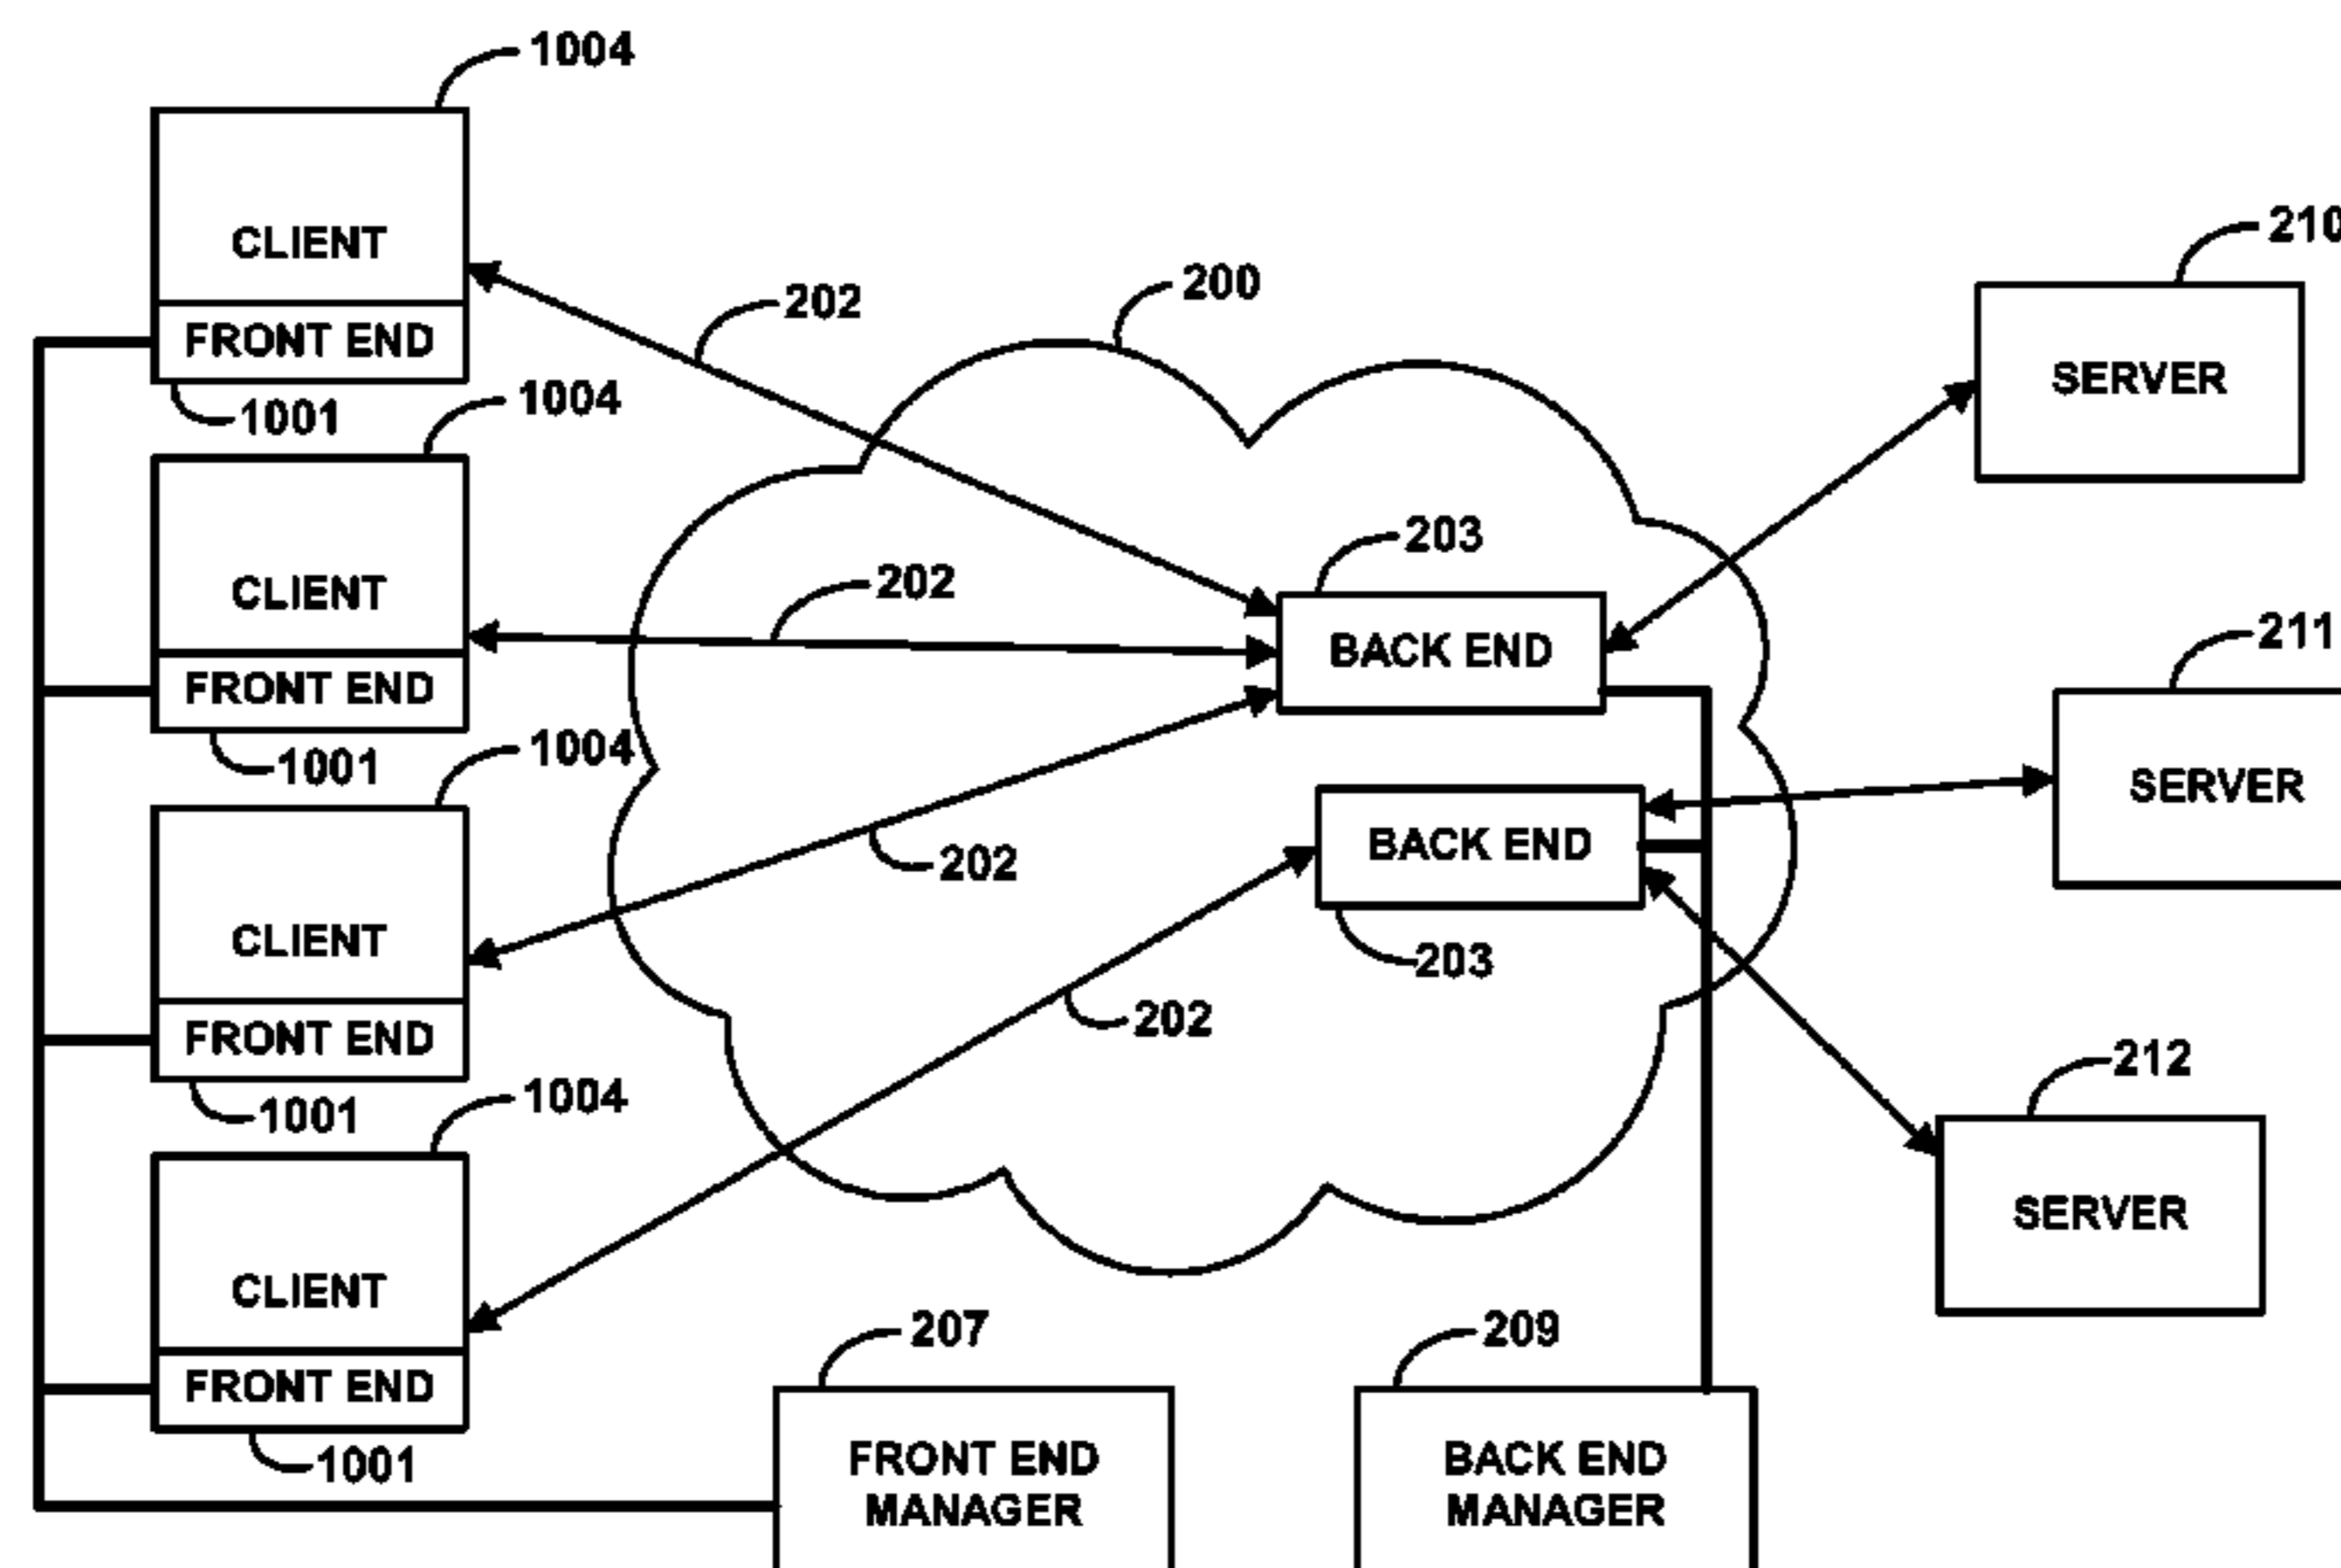 1004
CLIENT
FRONT END
1001
1004
CLIENT
FRONT END
1001
1004
CLIENT
FRONT END
1001
1004
CLIENT
FRONT END
1001
202
200
202
203
BACK END
202
BACK END
203
202
210
SERVER
211
SERVER
212
SERVER
207
FRONT END
MANAGER
209
BACK END
MANAGER